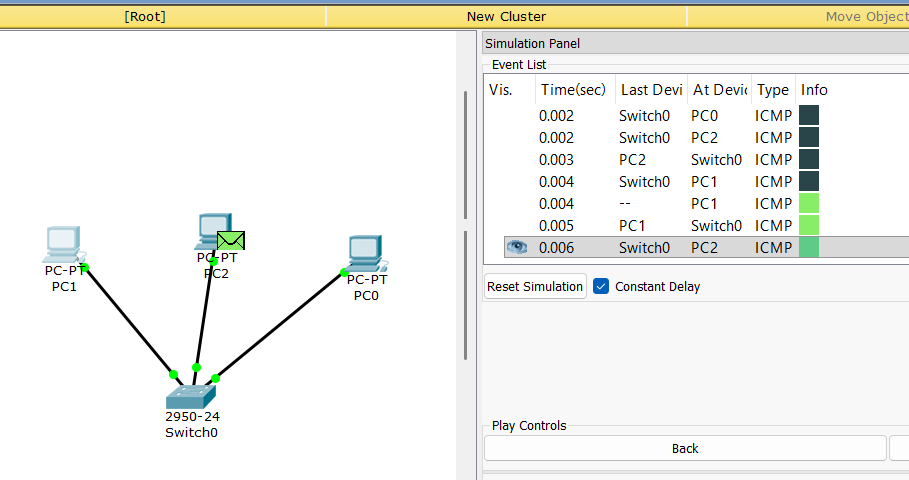 [Root] New Cluster Move Object
Simulation Panel
Event List
Vis. Time(sec) Last Devi At Devic Type Info
0.002 Switch0 PC0 ICMP
0.002 Switch0 PC2 ICMP
0.003 PC2 Switch0 ICMP
0.004 Switch0 PC1 ICMP
0.004 -- PC1 ICMP
0.005 PC1 Switch0 ICMP
0.006 Switch0 PC2 ICMP
Reset Simulation Constant Delay
Play Controls
Back
PC-PT
PC1
PC-PT
PC2
PC-PT
PC0
2950-24
Switch0